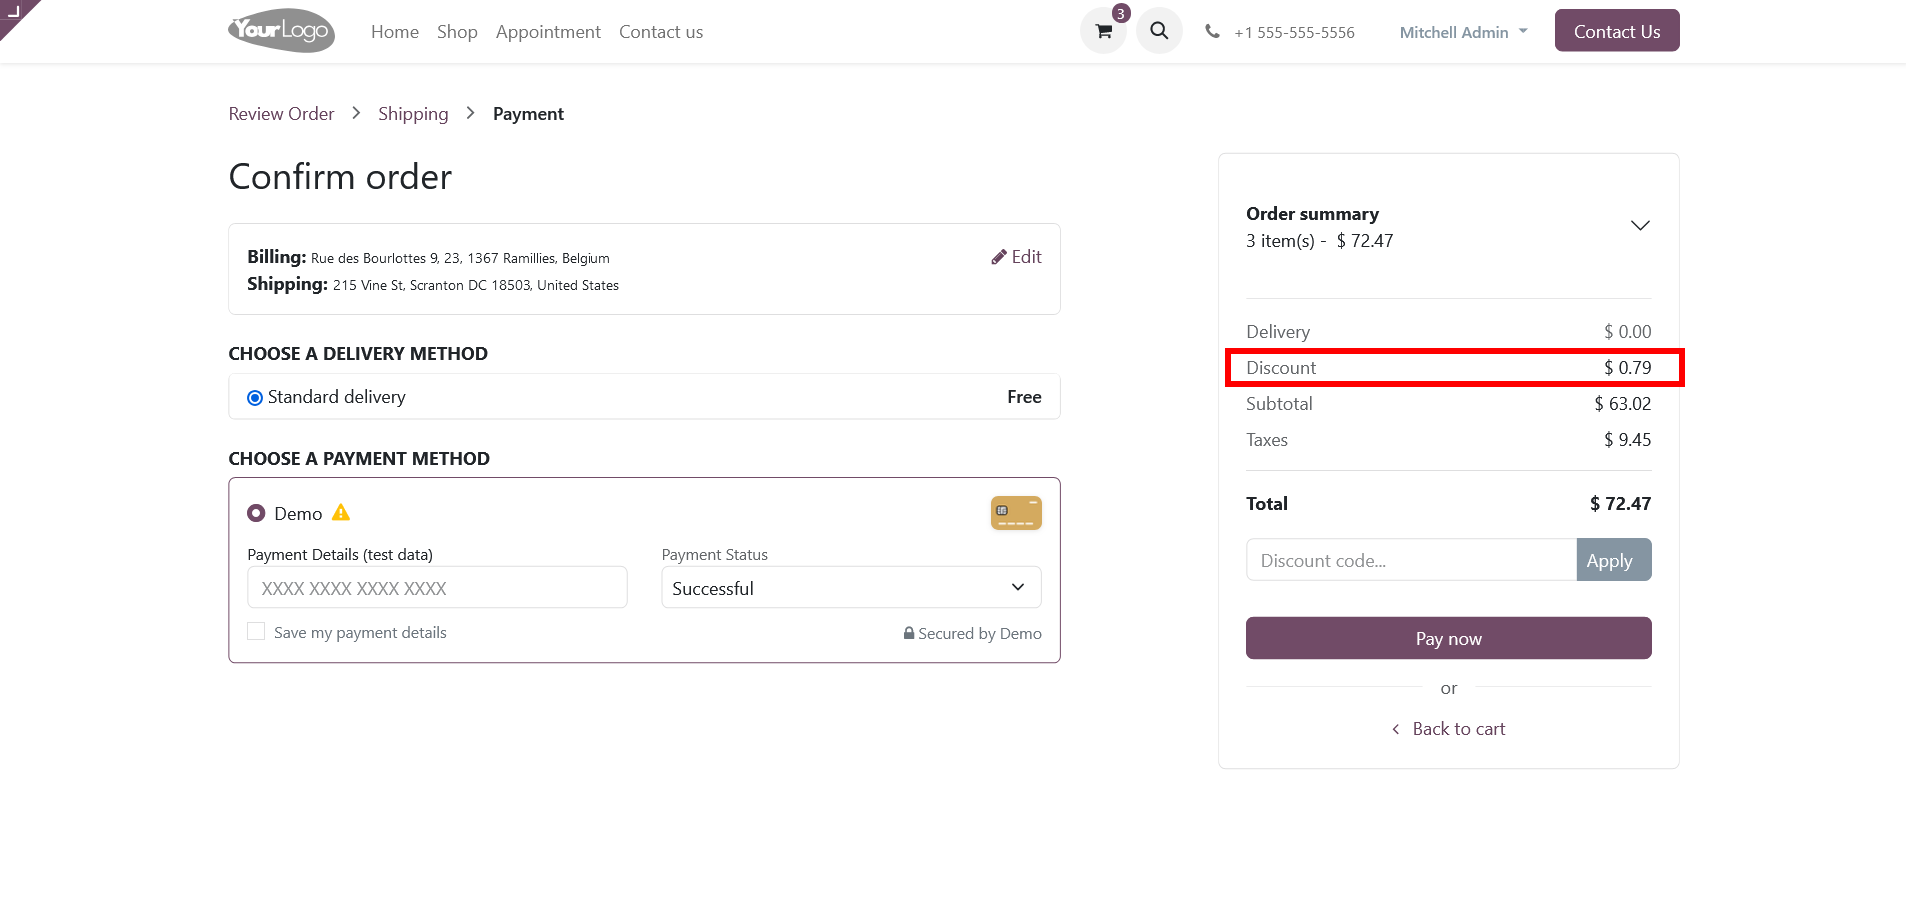 YourLogo
Home Shop Appointment Contact us
3
+1 555-555-5556
Mitchell Admin
Contact Us
Review Order > Shipping > Payment
Confirm order
Billing: Rue des Bourlottes 9, 23, 1367 Ramillies, Belgium
Edit
Shipping: 215 Vine St, Scranton DC 18503, United States
CHOOSE A DELIVERY METHOD
Standard delivery Free
CHOOSE A PAYMENT METHOD
Demo
Payment Details (test data)
XXXX XXXX XXXX XXXX
Payment Status
Successful
Save my payment details
Secured by Demo
Order summary
3 item(s) - $ 72.47
Delivery $ 0.00
Discount $ 0.79
Subtotal $ 63.02
Taxes $ 9.45
Total $ 72.47
Discount code... Apply
Pay now
or
< Back to cart